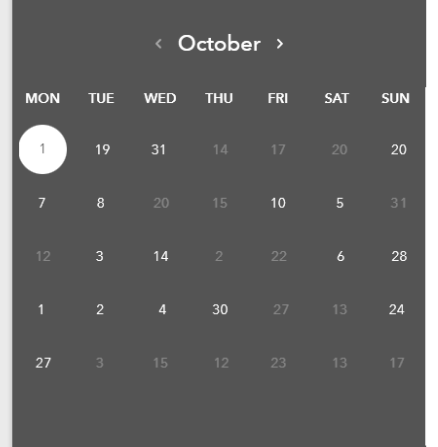 ‹ October ›
MON TUE WED THU FRI SAT SUN
1 19 31 14 17 20 20
7 8 20 15 10 5 31
12 3 14 2 22 6 28
1 2 4 30 27 13 24
27 3 15 12 23 13 17